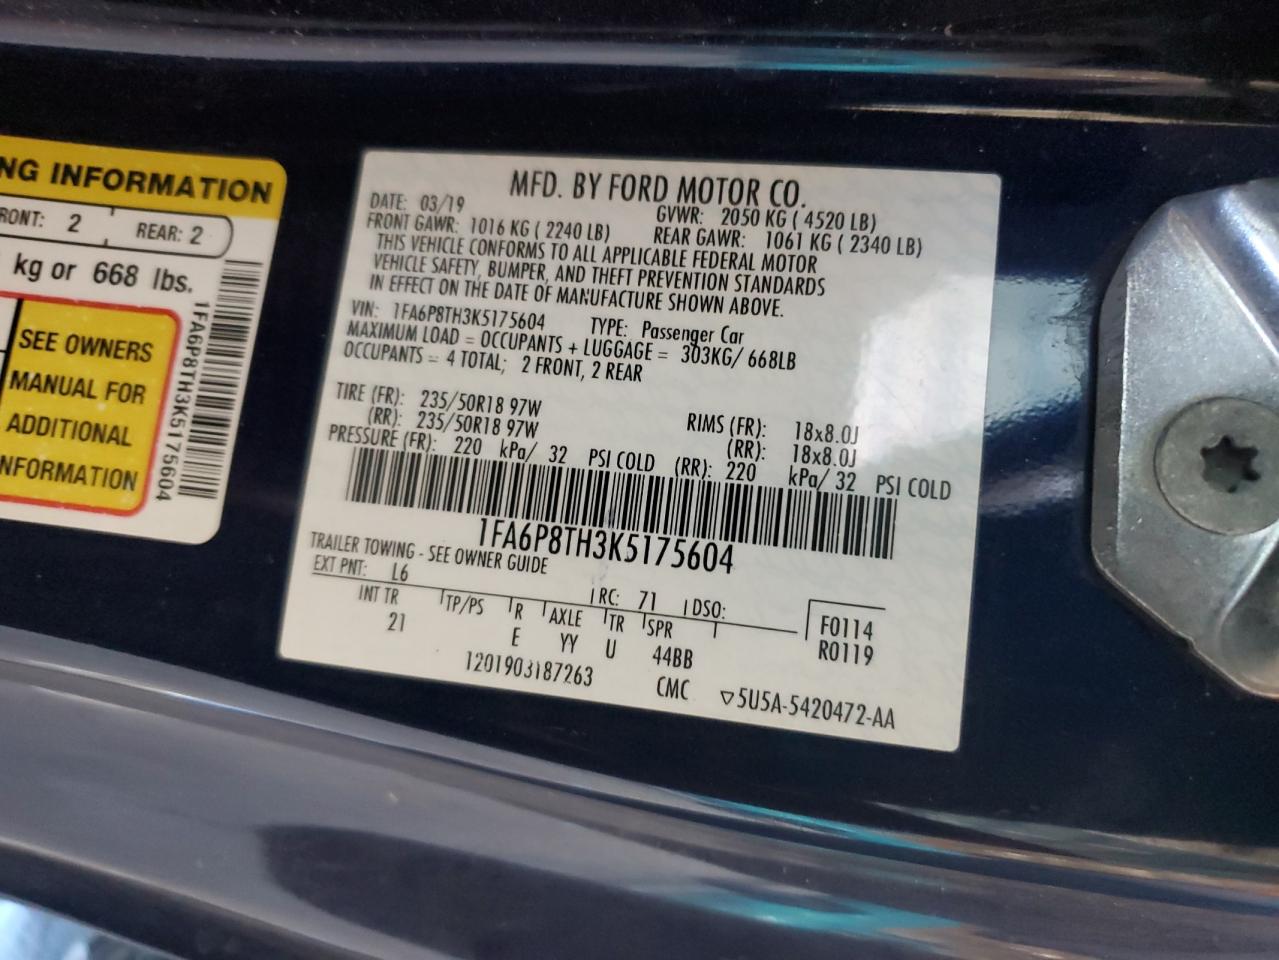 NG INFORMATION
FRONT: 2 REAR: 2
kg or 668 lbs.
SEE OWNERS
MANUAL FOR
ADDITIONAL
INFORMATION
1FA6P8TH3K5175604
MFD. BY FORD MOTOR CO.
DATE: 03/19 GVWR: 2050 KG ( 4520 LB)
FRONT GAWR: 1016 KG ( 2240 LB) REAR GAWR: 1061 KG ( 2340 LB)
THIS VEHICLE CONFORMS TO ALL APPLICABLE FEDERAL MOTOR
VEHICLE SAFETY, BUMPER, AND THEFT PREVENTION STANDARDS
IN EFFECT ON THE DATE OF MANUFACTURE SHOWN ABOVE.
VIN: 1FA6P8TH3K5175604 TYPE: Passenger Car
MAXIMUM LOAD = OCCUPANTS + LUGGAGE = 303KG/ 668LB
OCCUPANTS = 4 TOTAL; 2 FRONT, 2 REAR
TIRE (FR): 235/50R18 97W RIMS (FR): 18x8.0J
(RR): 235/50R18 97W (RR): 18x8.0J
PRESSURE (FR): 220 kPa/ 32 PSI COLD (RR): 220 kPa/ 32 PSI COLD
1FA6P8TH3K5175604
TRAILER TOWING - SEE OWNER GUIDE
EXT PNT: L6 RC: 71 DSO:
INT TR TP/PS R AXLE TR SPR F0114
21 E YY U 44BB R0119
1201903187263 CMC ▽5U5A-5420472-AA